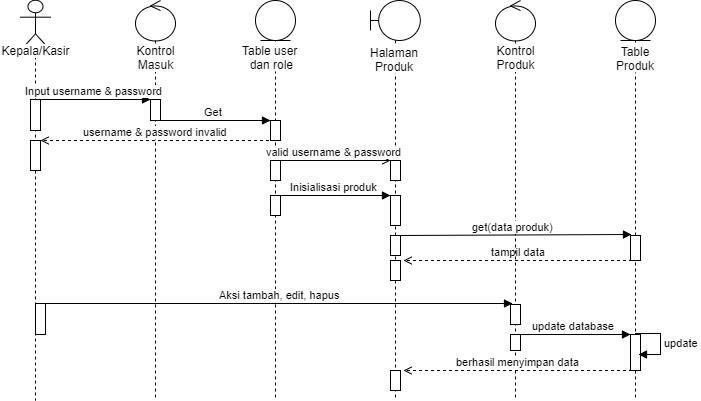 Kepala/Kasir
Kontrol
Masuk
Table user
dan role
Halaman
Produk
Kontrol
Produk
Table
Produk
Input username & password
Get
username & password invalid
valid username & password
Inisialisasi produk
get(data produk)
tampil data
Aksi tambah, edit, hapus
update database
update
berhasil menyimpan data